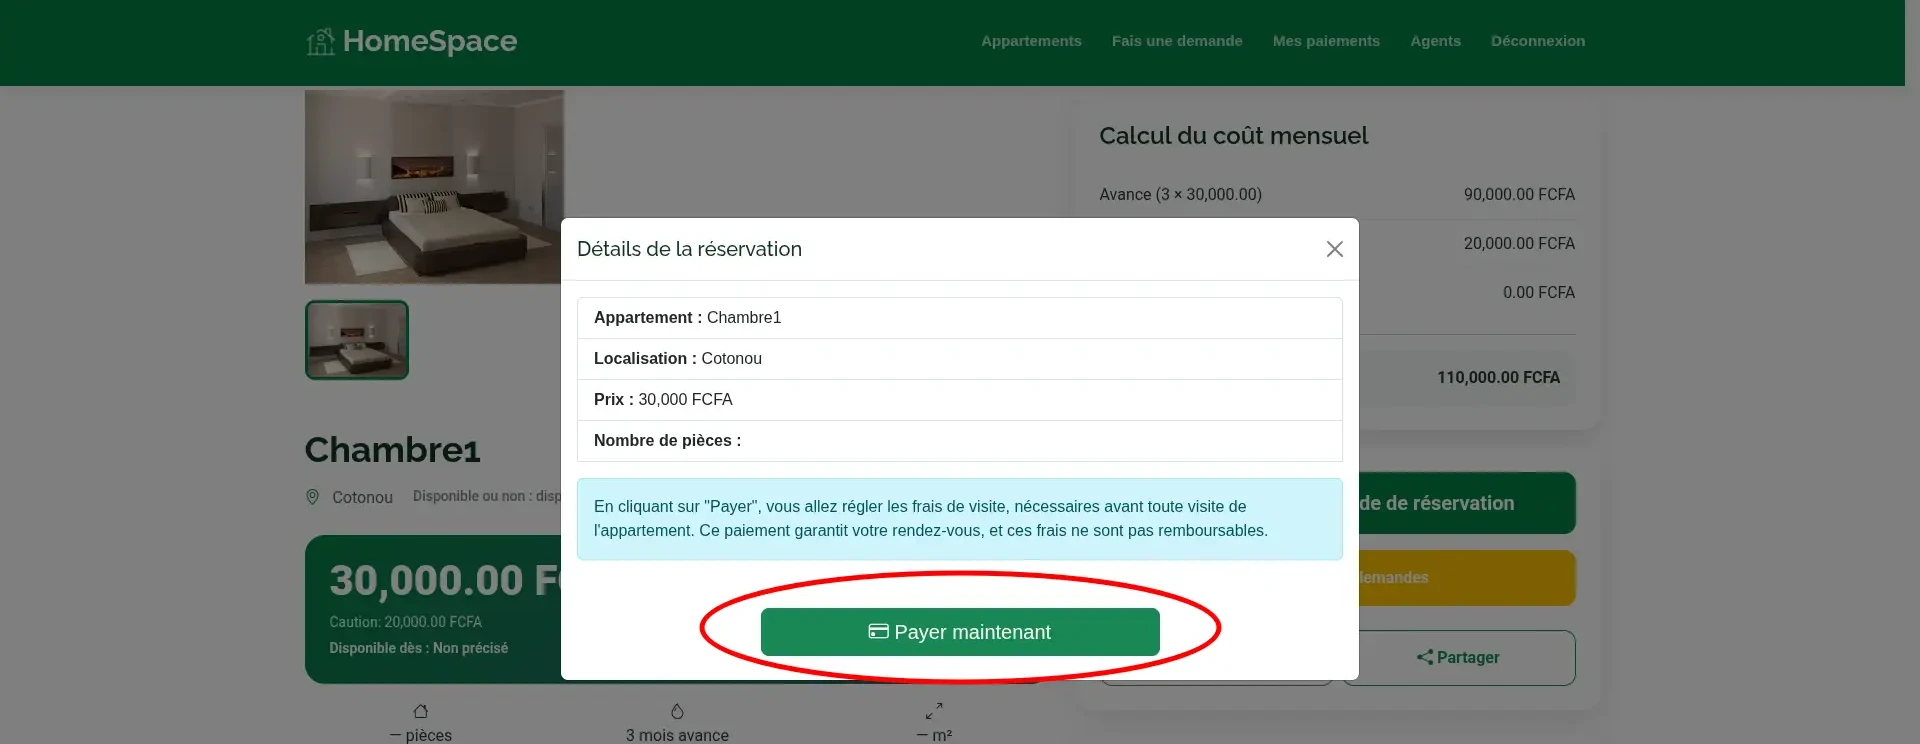 HomeSpace
Appartements Fais une demande Mes paiements Agents Déconnexion
Calcul du coût mensuel
Avance (3 × 30,000.00) 90,000.00 FCFA
20,000.00 FCFA
0.00 FCFA
110,000.00 FCFA
Détails de la réservation
Appartement : Chambre1
Localisation : Cotonou
Prix : 30,000 FCFA
Nombre de pièces :
En cliquant sur "Payer", vous allez régler les frais de visite, nécessaires avant toute visite de
l'appartement. Ce paiement garantit votre rendez-vous, et ces frais ne sont pas remboursables.
Payer maintenant
Chambre1
Cotonou Disponible ou non : disp
30,000.00 F
Caution: 20,000.00 FCFA
Disponible dès : Non précisé
de de réservation
emandes
Partager
— pièces 3 mois avance — m²